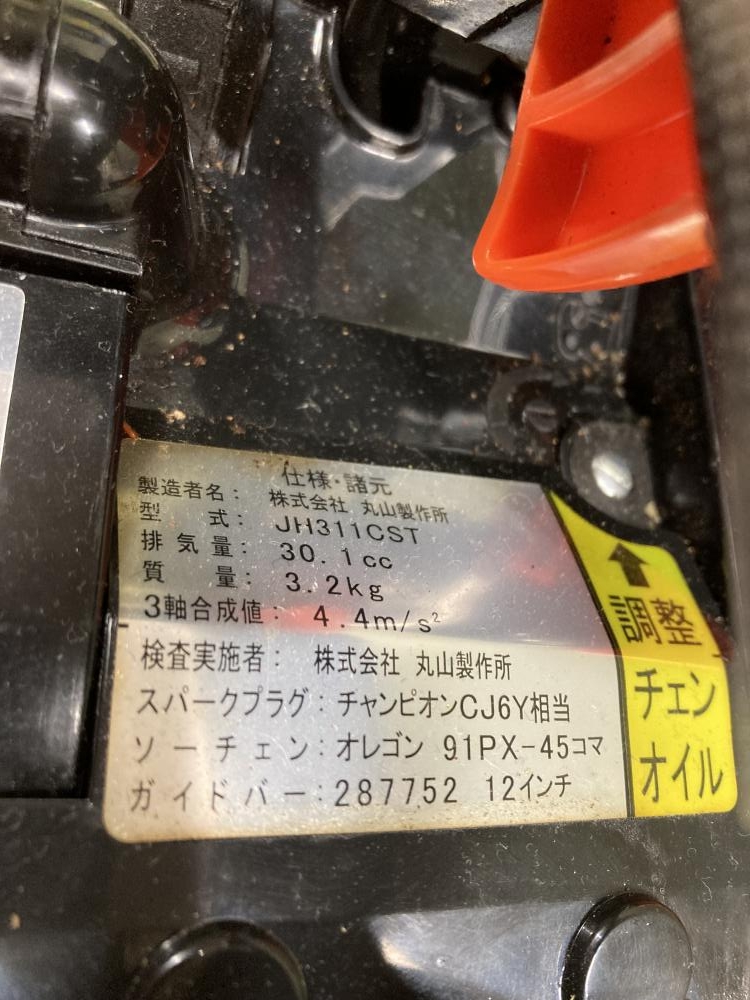 仕様・諸元
製造者名： 株式会社 丸山製作所
型 式： JH311CST
排気量： 30.1cc
質 量： 3.2kg
3軸合成値： 4.4m/s²
検査実施者： 株式会社 丸山製作所
スパークプラグ：チャンピオンCJ6Y相当
ソーチェン：オレゴン 91PX-45コマ
ガイドバー：287752 12インチ
調整
チェン
オイル